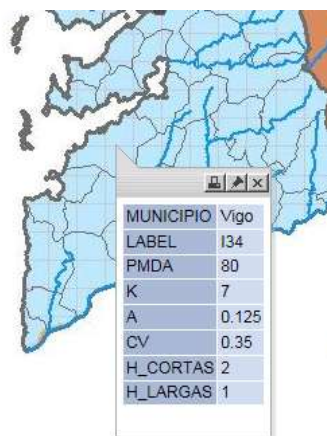 MUNICIPIO Vigo
LABEL I34
PMDA 80
K 7
A 0.125
CV 0.35
H_CORTAS 2
H_LARGAS 1